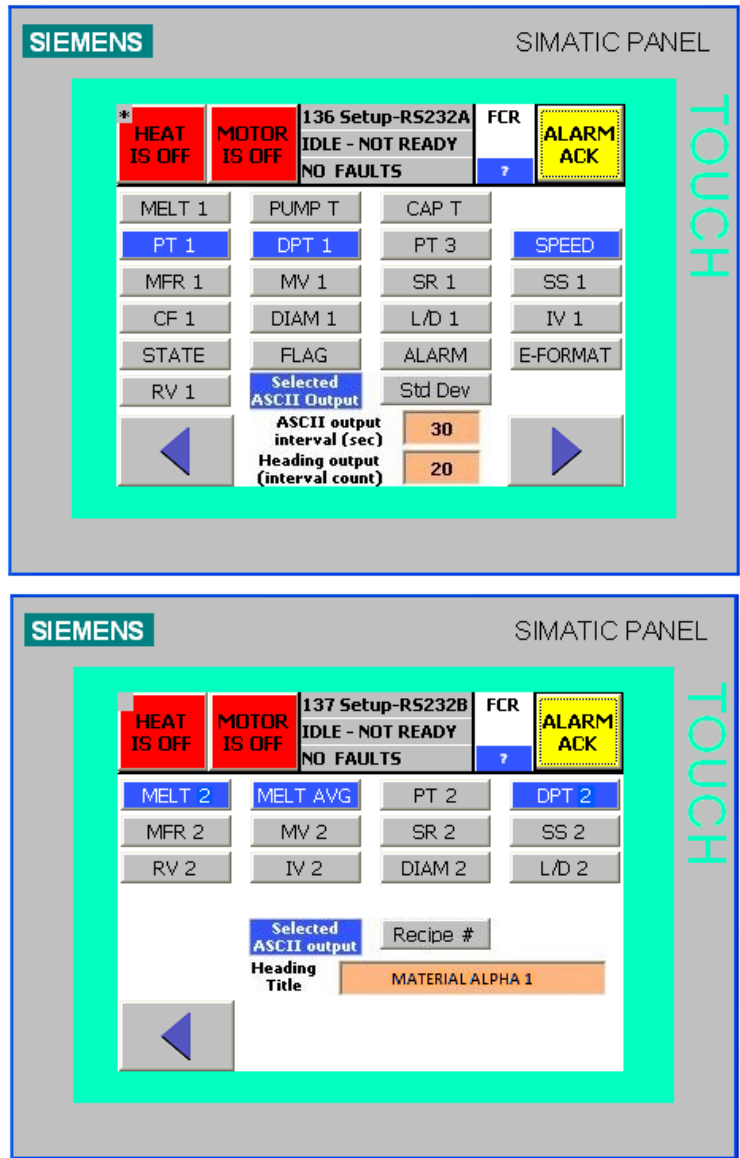 SIEMENS
SIMATIC PANEL
TOUCH
*
HEAT
IS OFF
MOTOR
IS OFF
136 Setup-RS232A
IDLE - NOT READY
NO FAULTS
FCR
?
ALARM
ACK
MELT 1 PUMP T CAP T
PT 1 DPT 1 PT 3 SPEED
MFR 1 MV 1 SR 1 SS 1
CF 1 DIAM 1 L/D 1 IV 1
STATE FLAG ALARM E-FORMAT
RV 1
Selected
ASCII Output
Std Dev
ASCII output
interval (sec)
30
Heading output
(interval count)
20
SIEMENS
SIMATIC PANEL
TOUCH
HEAT
IS OFF
MOTOR
IS OFF
137 Setup-RS232B
IDLE - NOT READY
NO FAULTS
FCR
?
ALARM
ACK
MELT 2 MELT AVG PT 2 DPT 2
MFR 2 MV 2 SR 2 SS 2
RV 2 IV 2 DIAM 2 L/D 2
Selected
ASCII output
Recipe #
Heading
Title
MATERIAL ALPHA 1